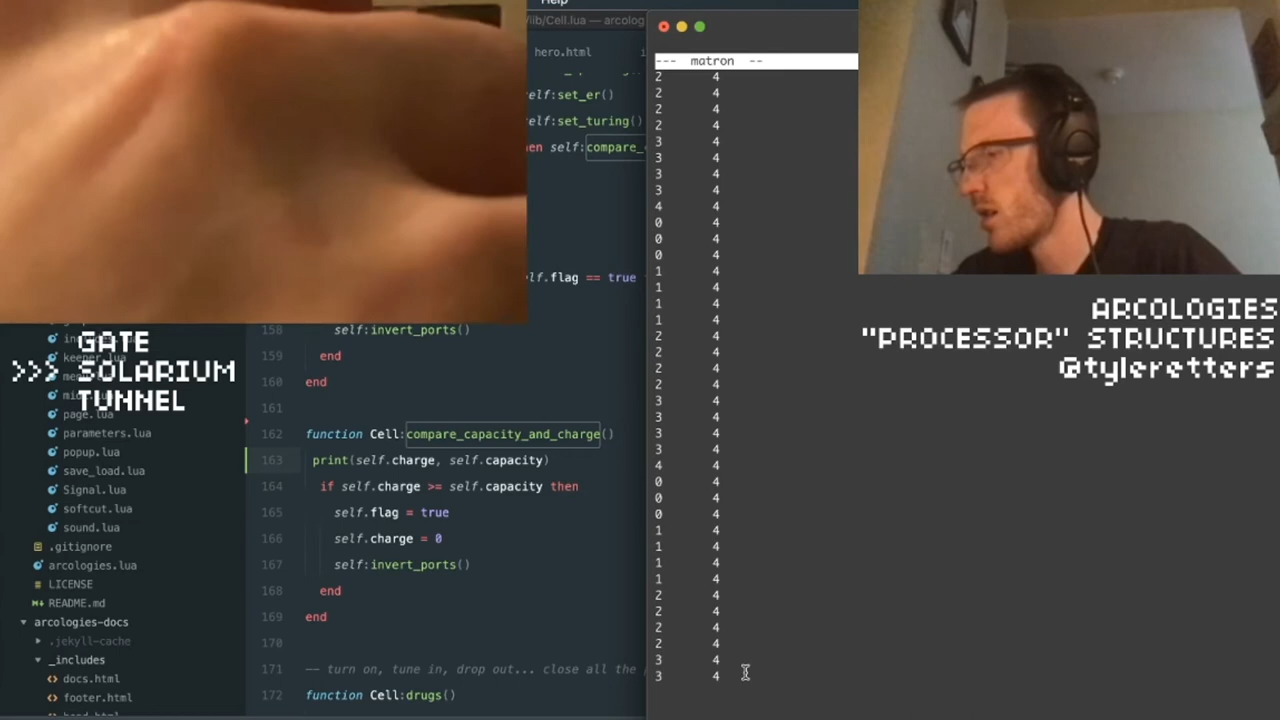 Help
/lib/Cell.lua — arcolog
hero.html
elf:set_er()
elf:set_turing()
en self:compare_
lf.flag == true
158 self:invert_ports()
159 end
160 end
161
162 function Cell:compare_capacity_and_charge()
163 print(self.charge, self.capacity)
164 if self.charge >= self.capacity then
165 self.flag = true
166 self.charge = 0
167 self:invert_ports()
168 end
169 end
170
171 -- turn on, tune in, drop out... close all the
172 function Cell:drugs()
GATE
>>> SOLARIUM
TUNNEL
keeper.lua
page.lua
parameters.lua
popup.lua
save_load.lua
Signal.lua
softcut.lua
sound.lua
.gitignore
arcologies.lua
LICENSE
README.md
arcologies-docs
.jekyll-cache
_includes
docs.html
footer.html
--- matron --
2 4
2 4
2 4
2 4
3 4
3 4
3 4
3 4
4 4
0 4
0 4
0 4
1 4
1 4
1 4
1 4
2 4
2 4
2 4
2 4
3 4
3 4
3 4
3 4
4 4
0 4
0 4
0 4
1 4
1 4
1 4
1 4
2 4
2 4
2 4
2 4
3 4
3 4
ARCOLOGIES
"PROCESSOR" STRUCTURES
@tyleretters